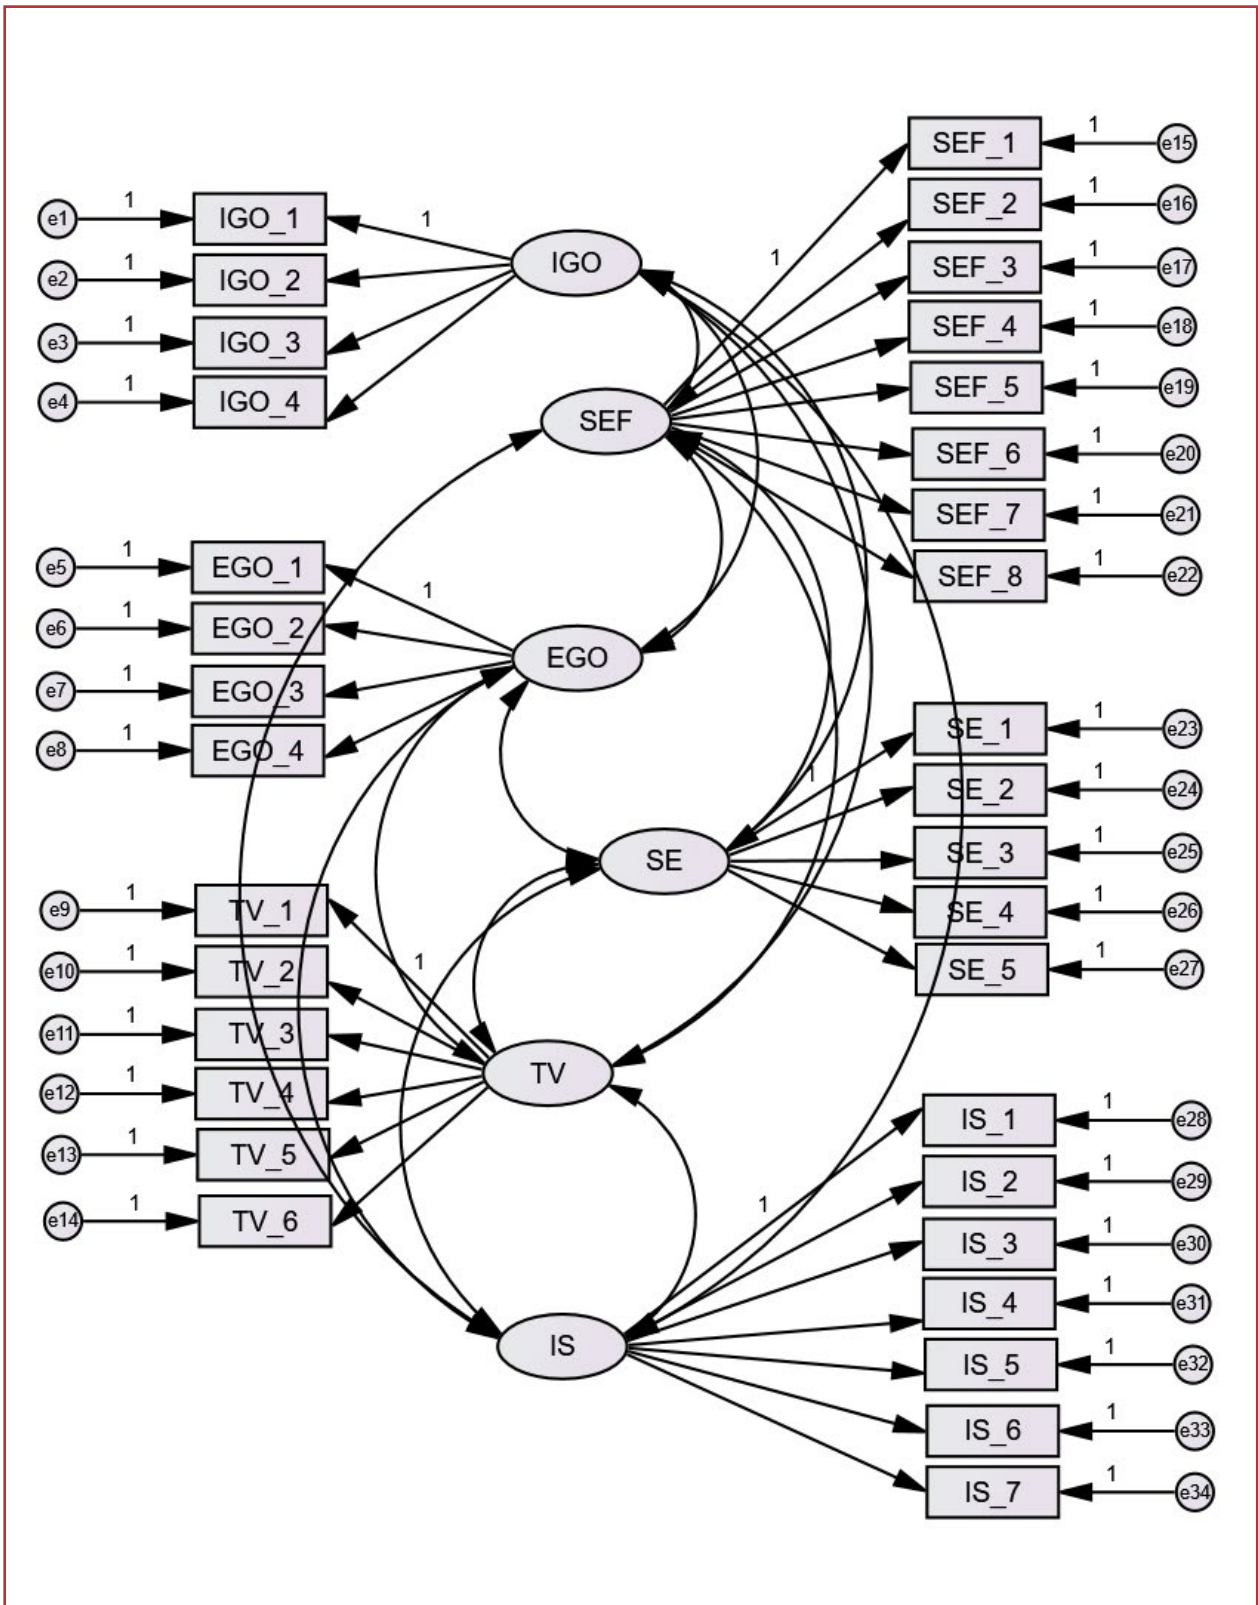 e1 1 IGO_1 1
e2 1 IGO_2
e3 1 IGO_3
e4 1 IGO_4
IGO
SEF
e5 1 EGO_1 1
e6 1 EGO_2
e7 1 EGO_3
e8 1 EGO_4
EGO
SE
e9 1 TV_1
e10 1 TV_2 1
e11 1 TV_3
e12 1 TV_4
e13 1 TV_5
e14 1 TV_6
TV
IS
SEF_1 1 e15
SEF_2 1 e16
1 SEF_3 1 e17
SEF_4 1 e18
SEF_5 1 e19
SEF_6 1 e20
SEF_7 1 e21
SEF_8 1 e22
SE_1 1 e23
1 SE_2 1 e24
SE_3 1 e25
SE_4 1 e26
SE_5 1 e27
IS_1 1 e28
1 IS_2 1 e29
IS_3 1 e30
IS_4 1 e31
IS_5 1 e32
IS_6 1 e33
IS_7 1 e34